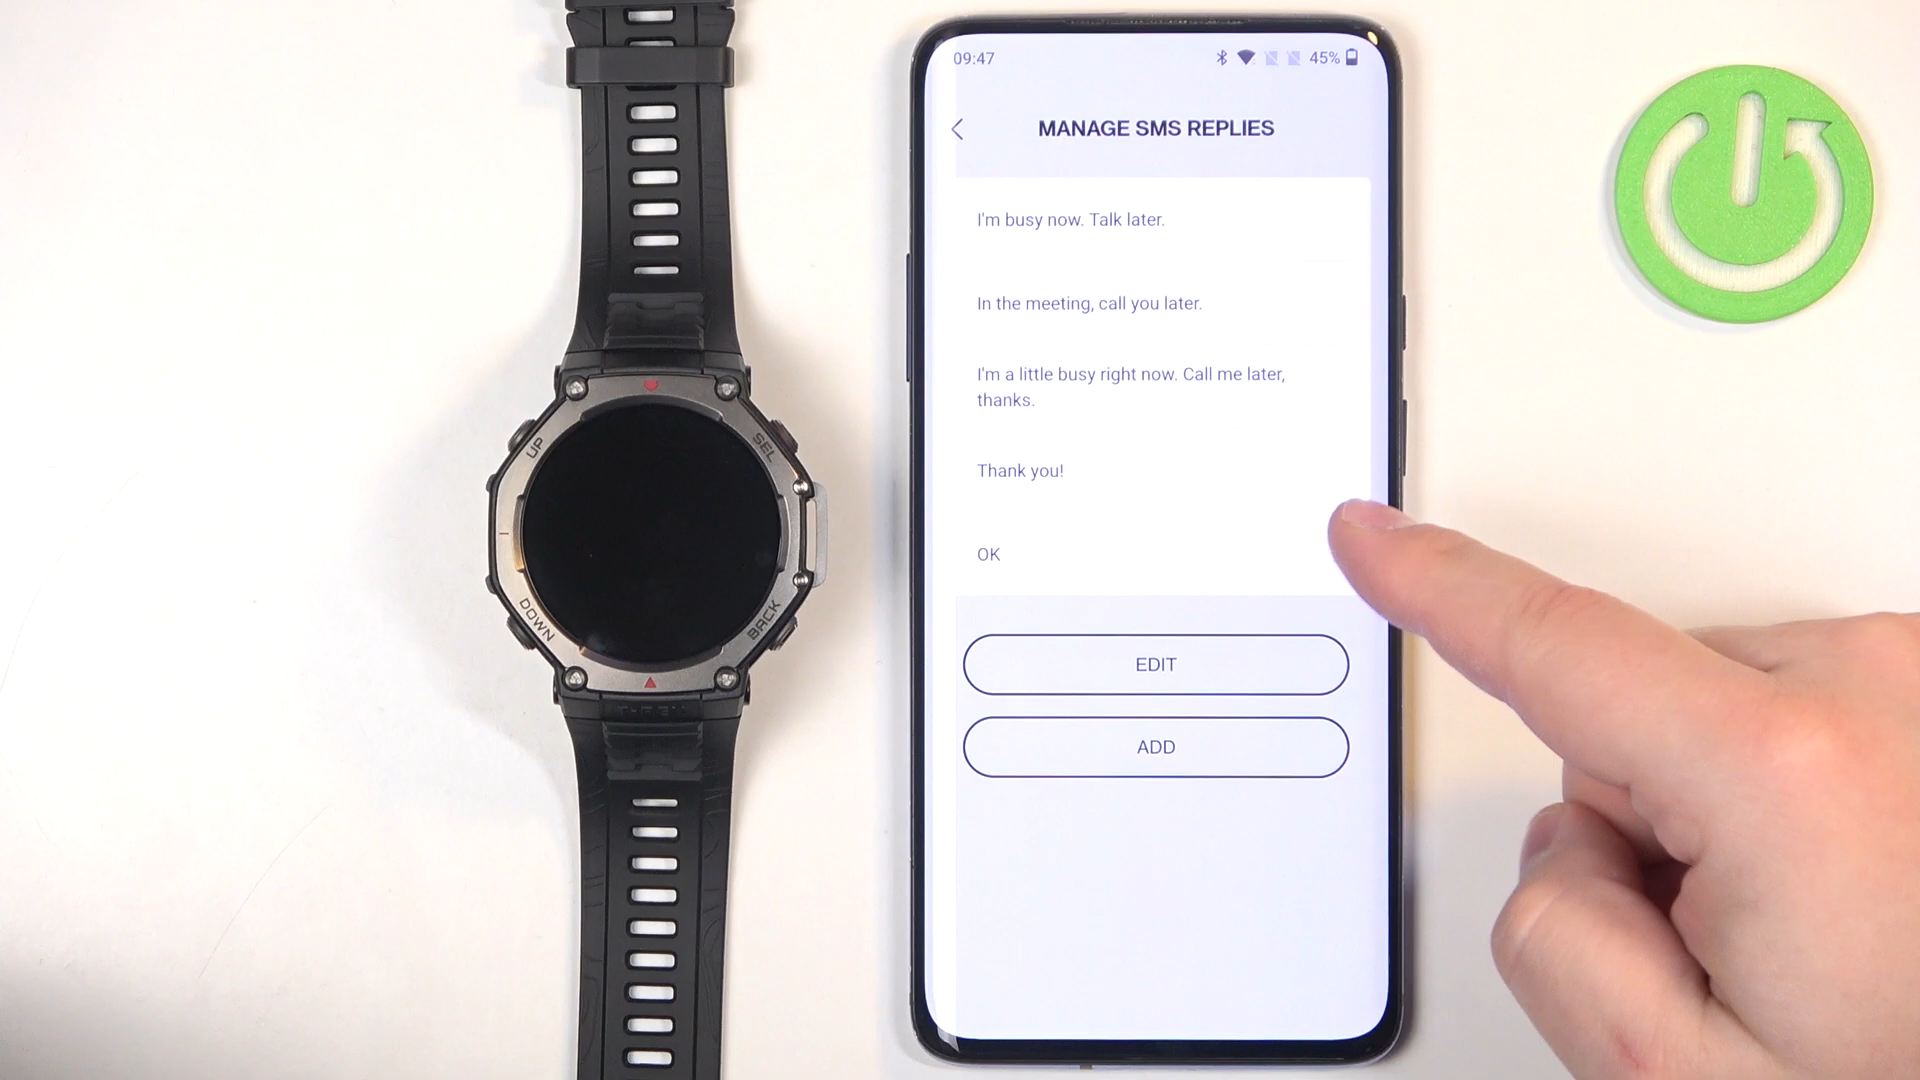 09:47
45%
MANAGE SMS REPLIES
I'm busy now. Talk later.
In the meeting, call you later.
I'm a little busy right now. Call me later,
thanks.
Thank you!
OK
EDIT
ADD
UP
SEL
DOWN
BACK